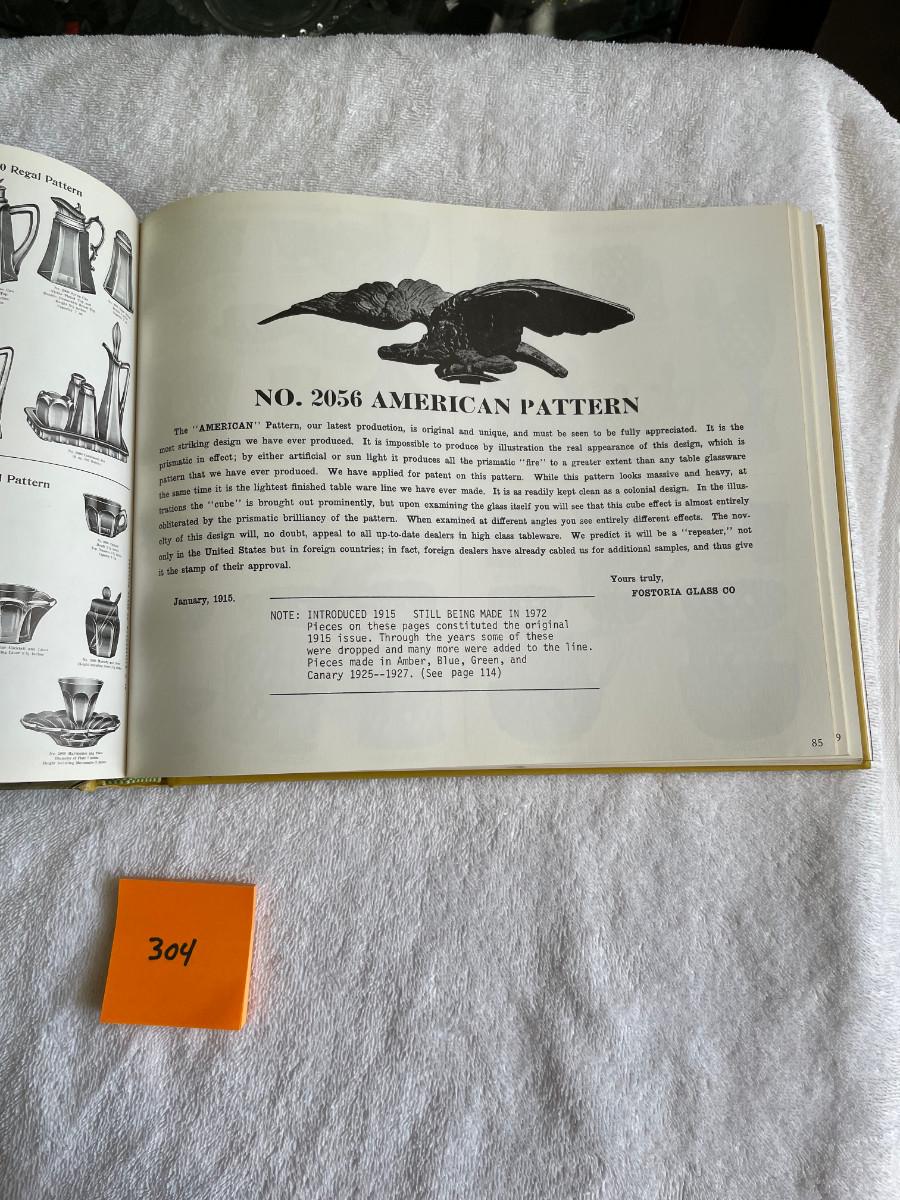 0 Regal Pattern
l Pattern
NO. 2056 AMERICAN PATTERN
The "AMERICAN" Pattern, our latest production, is original and unique, and must be seen to be fully appreciated. It is the
most striking design we have ever produced. It is impossible to produce by illustration the real appearance of this design, which is
prismatic in effect; by either artificial or sun light it produces all the prismatic "fire" to a greater extent than any table glassware
pattern that we have ever produced. We have applied for patent on this pattern. While this pattern looks massive and heavy, at
the same time it is the lightest finished table ware line we have ever made. It is as readily kept clean as a colonial design. In the illus-
trations the "cube" is brought out prominently, but upon examining the glass itself you will see that this cube effect is almost entirely
obliterated by the prismatic brilliancy of the pattern. When examined at different angles you see entirely different effects. The nov-
elty of this design will, no doubt, appeal to all up-to-date dealers in high class tableware. We predict it will be a "repeater," not
only in the United States but in foreign countries; in fact, foreign dealers have already cabled us for additional samples, and thus give
it the stamp of their approval.
Yours truly,
January, 1915.
FOSTORIA GLASS CO
NOTE: INTRODUCED 1915 STILL BEING MADE IN 1972
Pieces on these pages constituted the original
1915 issue. Through the years some of these
were dropped and many more were added to the line.
Pieces made in Amber, Blue, Green, and
Canary 1925--1927. (See page 114)
85
9
304